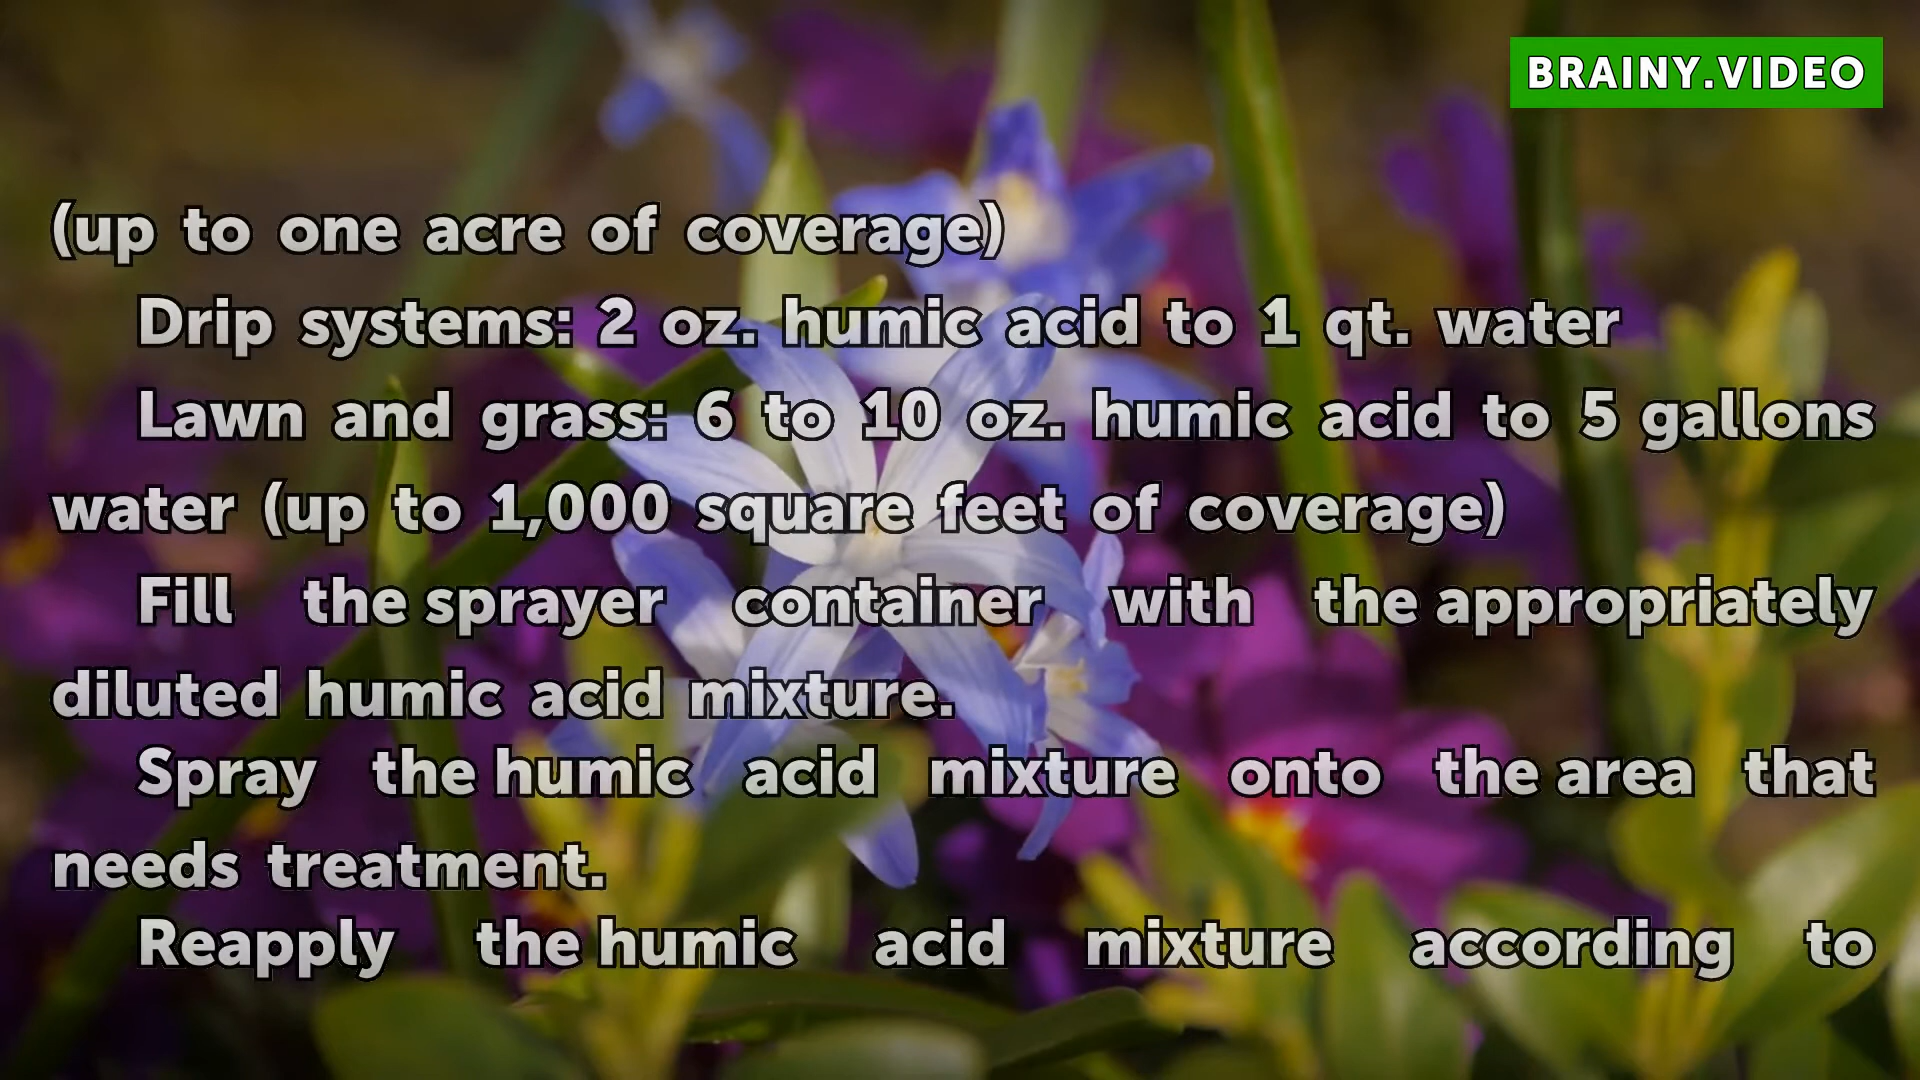 BRAINY.VIDEO
(up to one acre of coverage)
Drip systems: 2 oz. humic acid to 1 qt. water
Lawn and grass: 6 to 10 oz. humic acid to 5 gallons
water (up to 1,000 square feet of coverage)
Fill the sprayer container with the appropriately
diluted humic acid mixture.
Spray the humic acid mixture onto the area that
needs treatment.
Reapply the humic acid mixture according to